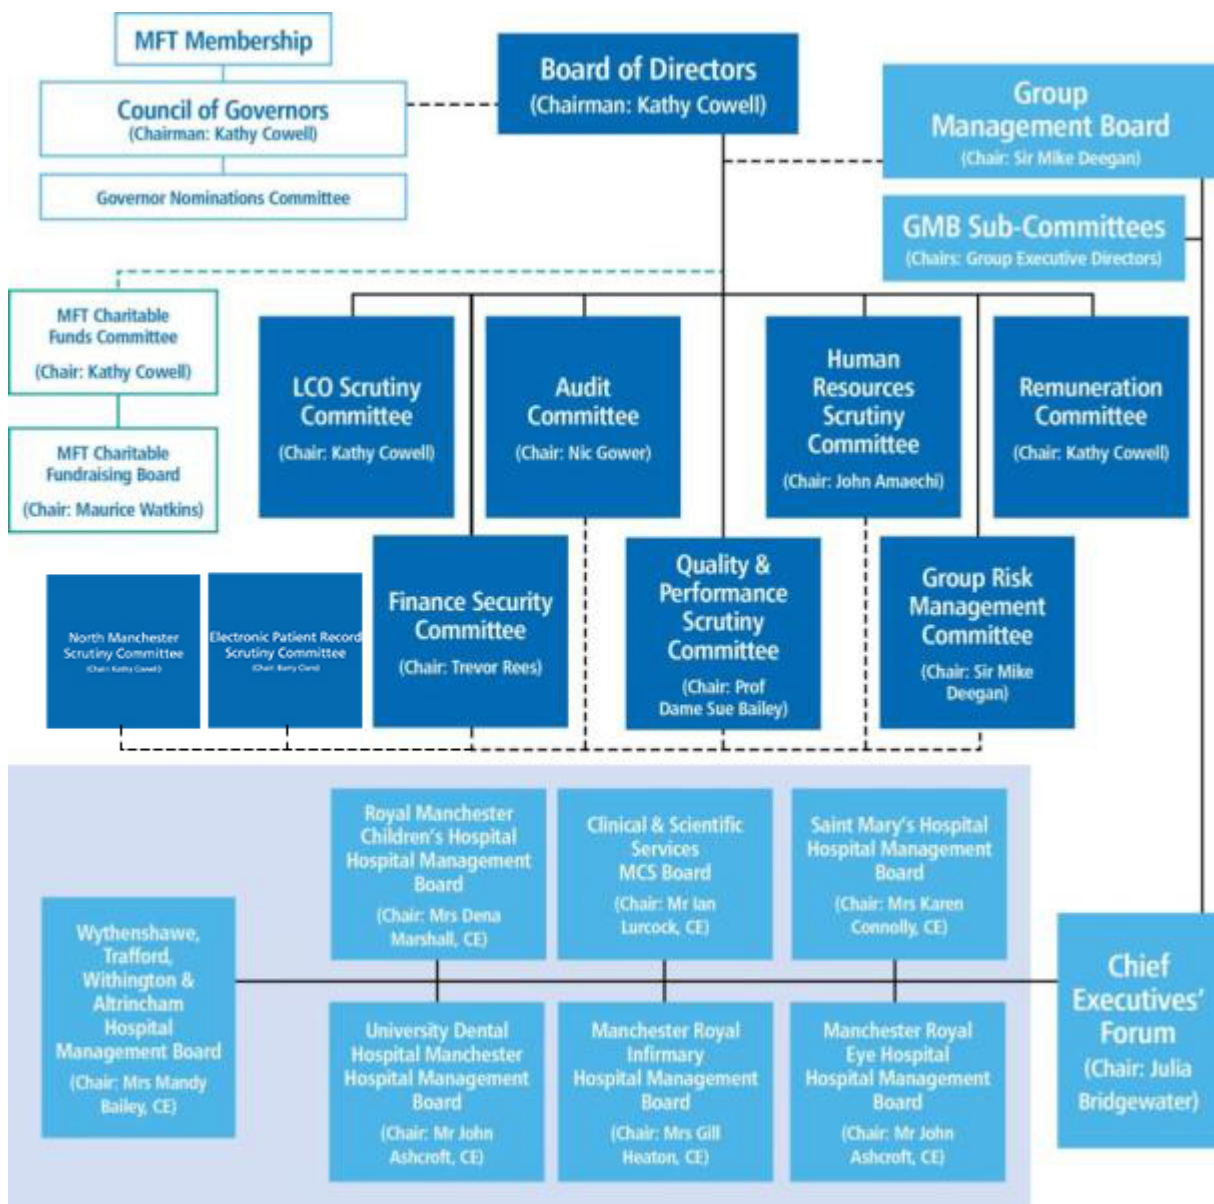 MFT Membership
Council of Governors
(Chairman: Kathy Cowell)
Governor Nominations Committee
Board of Directors
(Chairman: Kathy Cowell)
Group
Management Board
(Chair: Sir Mike Deegan)
GMB Sub-Committees
(Chairs: Group Executive Directors)
MFT Charitable
Funds Committee
(Chair: Kathy Cowell)
MFT Charitable
Fundraising Board
(Chair: Maurice Watkins)
LCO Scrutiny
Committee
(Chair: Kathy Cowell)
Audit
Committee
(Chair: Nic Gower)
Human
Resources
Scrutiny
Committee
(Chair: John Amaechi)
Remuneration
Committee
(Chair: Kathy Cowell)
North Manchester
Scrutiny Committee
(Chair: Kathy Cowell)
Electronic Patient Record
Scrutiny Committee
(Chair: Barry
Finance Security
Committee
(Chair: Trevor Rees)
Quality &
Performance
Scrutiny
Committee
(Chair: Prof
Dame Sue Bailey)
Group Risk
Management
Committee
(Chair: Sir Mike
Deegan)
Royal Manchester
Children's Hospital
Hospital Management
Board
(Chair: Mrs Dena
Marshall, CE)
Clinical & Scientific
Services
MCS Board
(Chair: Mr Ian
Lurcock, CE)
Saint Mary's Hospital
Hospital Management
Board
(Chair: Mrs Karen
Connolly, CE)
Wythenshawe,
Trafford,
Withington &
Altrincham
Hospital
Management Board
(Chair: Mrs Mandy
Bailey, CE)
University Dental
Hospital Manchester
Hospital Management
Board
(Chair: Mr John
Ashcroft, CE)
Manchester Royal
Infirmary
Hospital Management
Board
(Chair: Mrs Gill
Heaton, CE)
Manchester Royal
Eye Hospital
Hospital Management
Board
(Chair: Mr John
Ashcroft, CE)
Chief
Executives'
Forum
(Chair: Julia
Bridgewater)